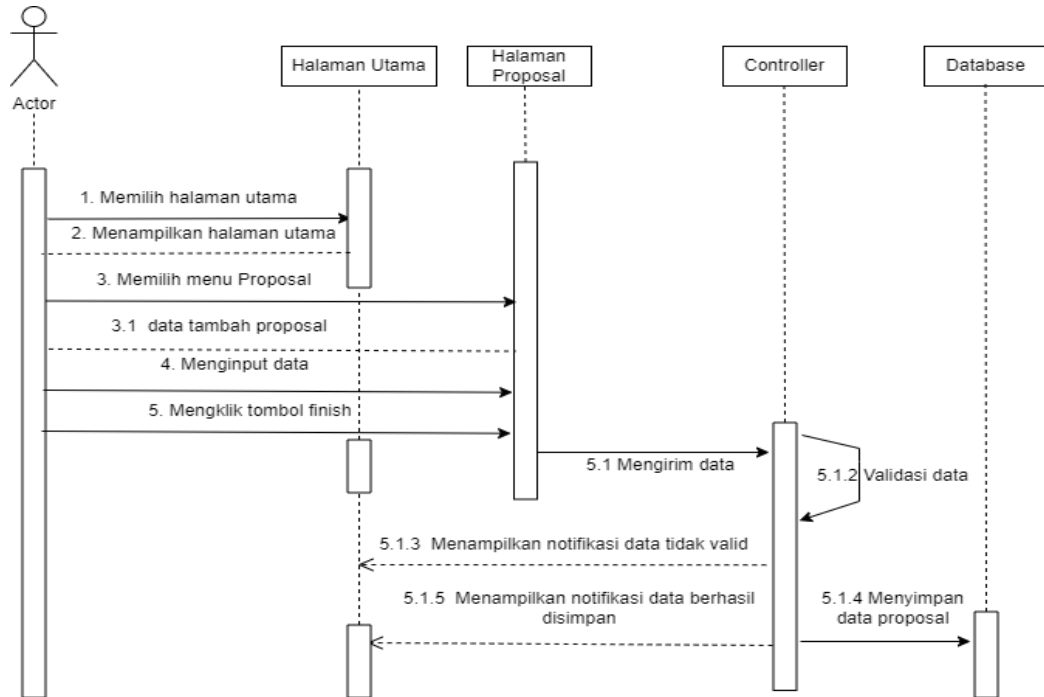 Halaman Utama
Halaman
Proposal
Controller
Database
Actor
1. Memilih halaman utama
2. Menampilkan halaman utama
3. Memilih menu Proposal
3.1 data tambah proposal
4. Menginput data
5. Mengklik tombol finish
5.1 Mengirim data
5.1.2 Validasi data
5.1.3 Menampilkan notifikasi data tidak valid
5.1.5 Menampilkan notifikasi data berhasil
disimpan
5.1.4 Menyimpan
data proposal